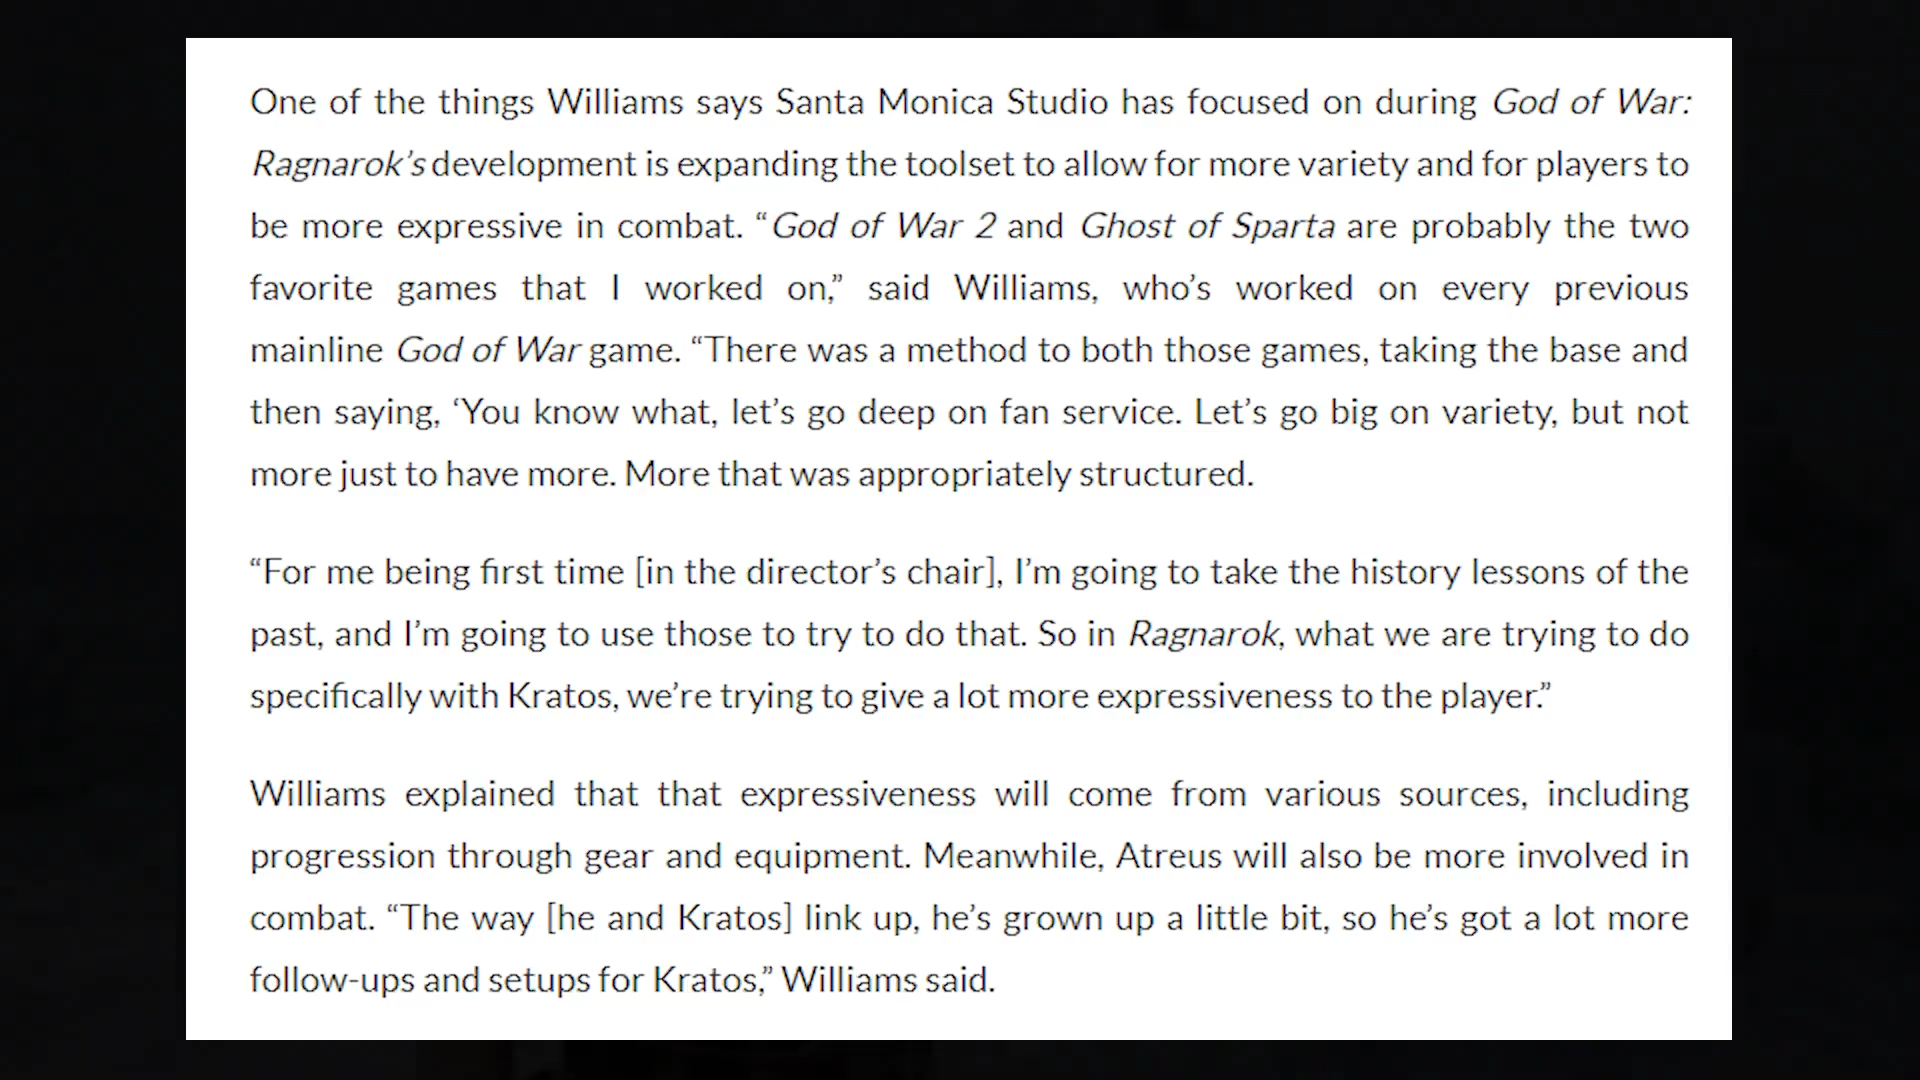 One of the things Williams says Santa Monica Studio has focused on during God of War:
Ragnarok’s development is expanding the toolset to allow for more variety and for players to
be more expressive in combat. “God of War 2 and Ghost of Sparta are probably the two
favorite games that I worked on,” said Williams, who’s worked on every previous
mainline God of War game. “There was a method to both those games, taking the base and
then saying, ‘You know what, let’s go deep on fan service. Let’s go big on variety, but not
more just to have more. More that was appropriately structured.
“For me being first time [in the director’s chair], I’m going to take the history lessons of the
past, and I’m going to use those to try to do that. So in Ragnarok, what we are trying to do
specifically with Kratos, we’re trying to give a lot more expressiveness to the player.”
Williams explained that that expressiveness will come from various sources, including
progression through gear and equipment. Meanwhile, Atreus will also be more involved in
combat. “The way [he and Kratos] link up, he’s grown up a little bit, so he’s got a lot more
follow-ups and setups for Kratos,” Williams said.